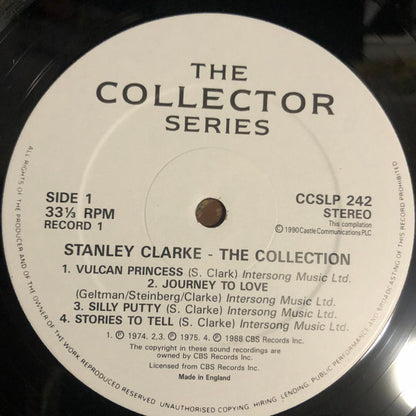 THE
COLLECTOR
SERIES
SIDE 1
33⅓ RPM
RECORD 1
CCSLP 242
STEREO
This compilation
℗ 1990 Castle Communications PLC
STANLEY CLARKE - THE COLLECTION
1. VULCAN PRINCESS (S. Clark) Intersong Music Ltd.
2. JOURNEY TO LOVE
(Geltman/Steinberg/Clarke) Intersong Music Ltd.
3. SILLY PUTTY (S. Clarke) Intersong Music Ltd.
4. STORIES TO TELL (S. Clarke) Intersong Music Ltd.
1. ℗ 1974. 2.3. ℗ 1975. 4. ℗ 1988 CBS Records Inc.
The copyright in these sound recordings are
owned by CBS Records Inc.
Licensed from CBS Records Inc.
Made in England
ALL RIGHTS OF THE PRODUCER AND OF THE OWNER OF THE WORK REPRODUCED RESERVED UNAUTHORISED COPYING, HIRING, LENDING, PUBLIC PERFORMANCE AND BROADCASTING OF THIS RECORD PROHIBITED